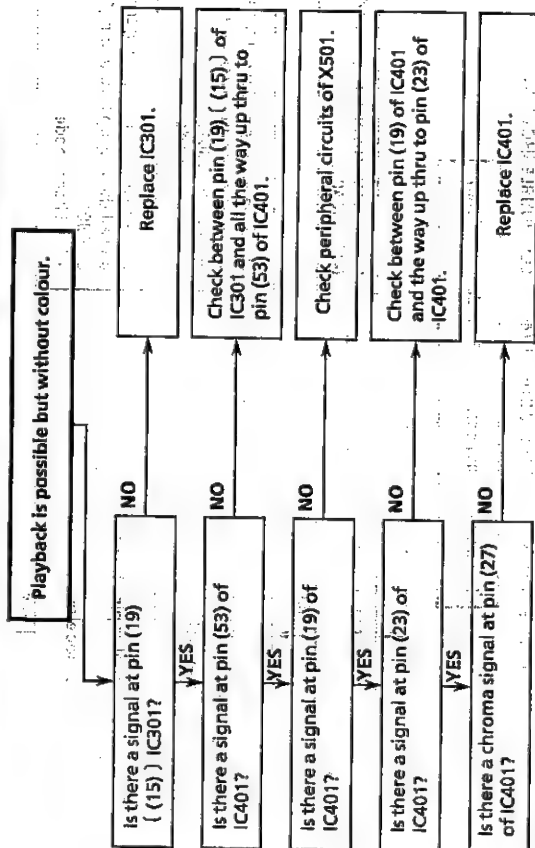 Playback is possible but without colour.
Is there a signal at pin (19)
( (15) ) IC301?
NO
Replace IC301.
YES
Is there a signal at pin (53) of
IC401?
NO
Check between pin (19) ( (15) ) of
IC301 and all the way up thru to
pin (53) of IC401.
YES
Is there a signal at pin (19) of
IC401?
NO
Check peripheral circuits of X501.
YES
Is there a signal at pin (23) of
IC401?
NO
Check between pin (19) of IC401
and the way up thru to pin (23) of
IC401.
YES
Is there a chroma signal at pin (27)
of IC401?
NO
Replace IC401.